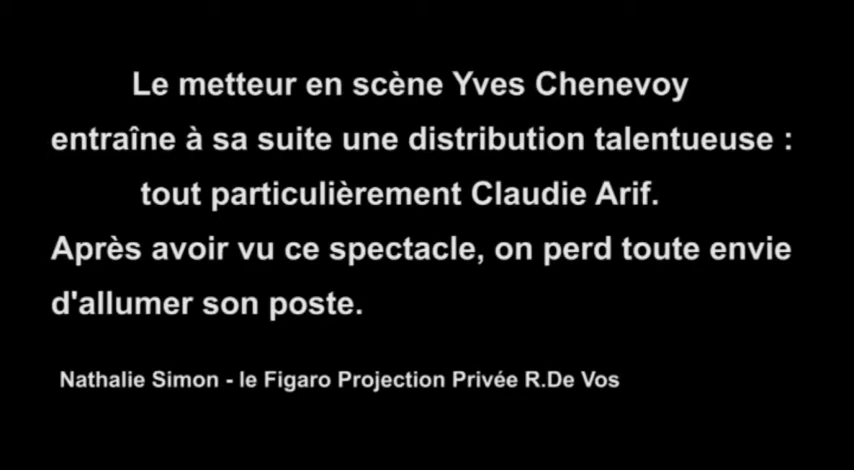 Le metteur en scène Yves Chenevoy
entraîne à sa suite une distribution talentueuse :
tout particulièrement Claudie Arif.
Après avoir vu ce spectacle, on perd toute envie
d'allumer son poste.
Nathalie Simon - le Figaro Projection Privée R.De Vos